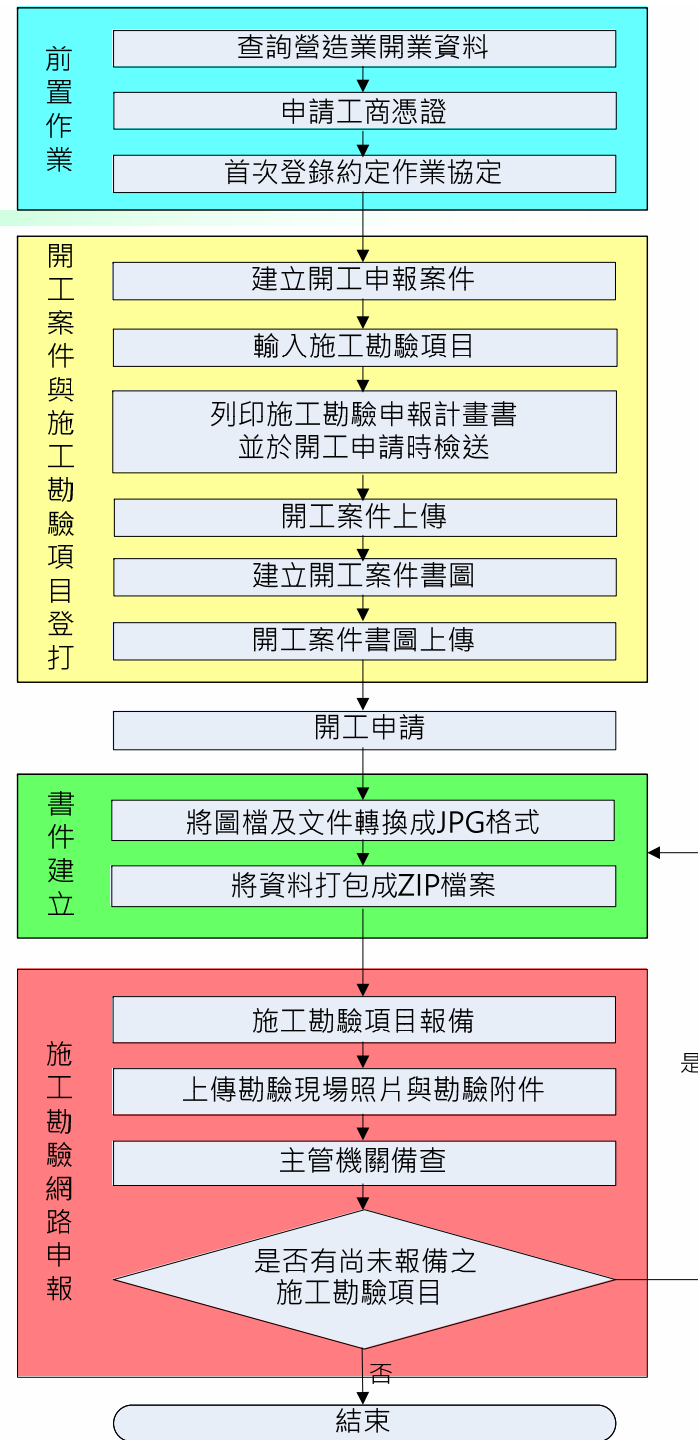 前置作業
查詢營造業開業資料
申請工商憑證
首次登錄約定作業協定
開工案件與施工勘驗項目登打
建立開工申報案件
輸入施工勘驗項目
列印施工勘驗申報計畫書
並於開工申請時檢送
開工案件上傳
建立開工案件書圖
開工案件書圖上傳
開工申請
書件建立
將圖檔及文件轉換成JPG格式
將資料打包成ZIP檔案
施工勘驗網路申報
施工勘驗項目報備
上傳勘驗現場照片與勘驗附件
主管機關備查
是否有尚未報備之
施工勘驗項目
是
否
結束